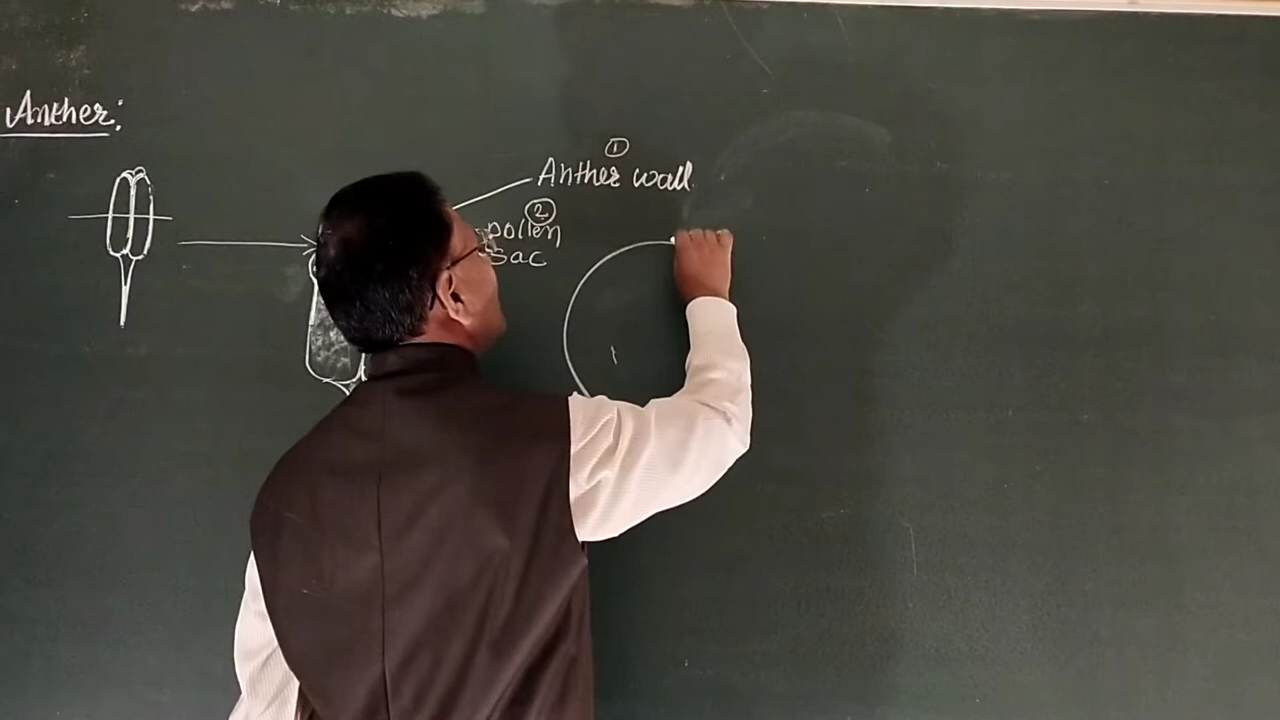 Anther:
①
Anther wall
②
pollen
sac